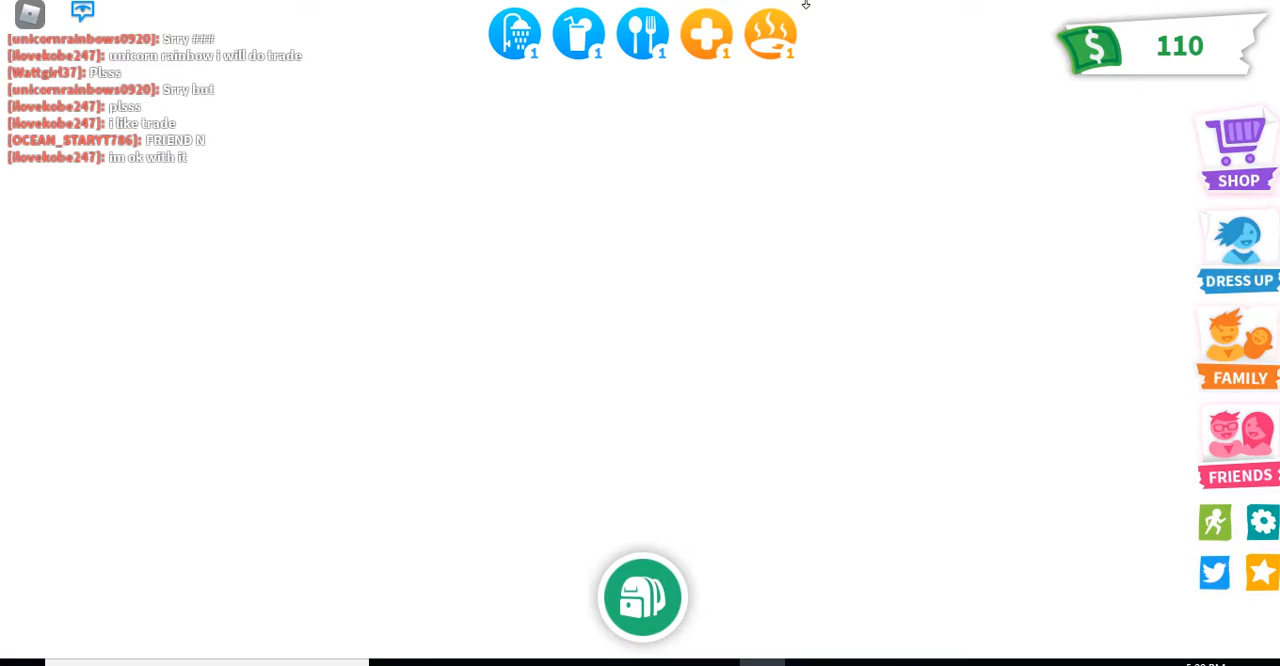 [unicornrainbows0920]: Srry ###
[Ilovekobe247]: unicorn rainbow i will do trade
[Wattgirl37]: Plsss
[unicornrainbows0920]: Srry but
[Ilovekobe247]: plsss
[Ilovekobe247]: i like trade
[OCEAN_STARYT786]: FRIEND N
[Ilovekobe247]: im ok with it
1
1
1
1
1
$ 110
SHOP
DRESS UP
FAMILY
FRIENDS